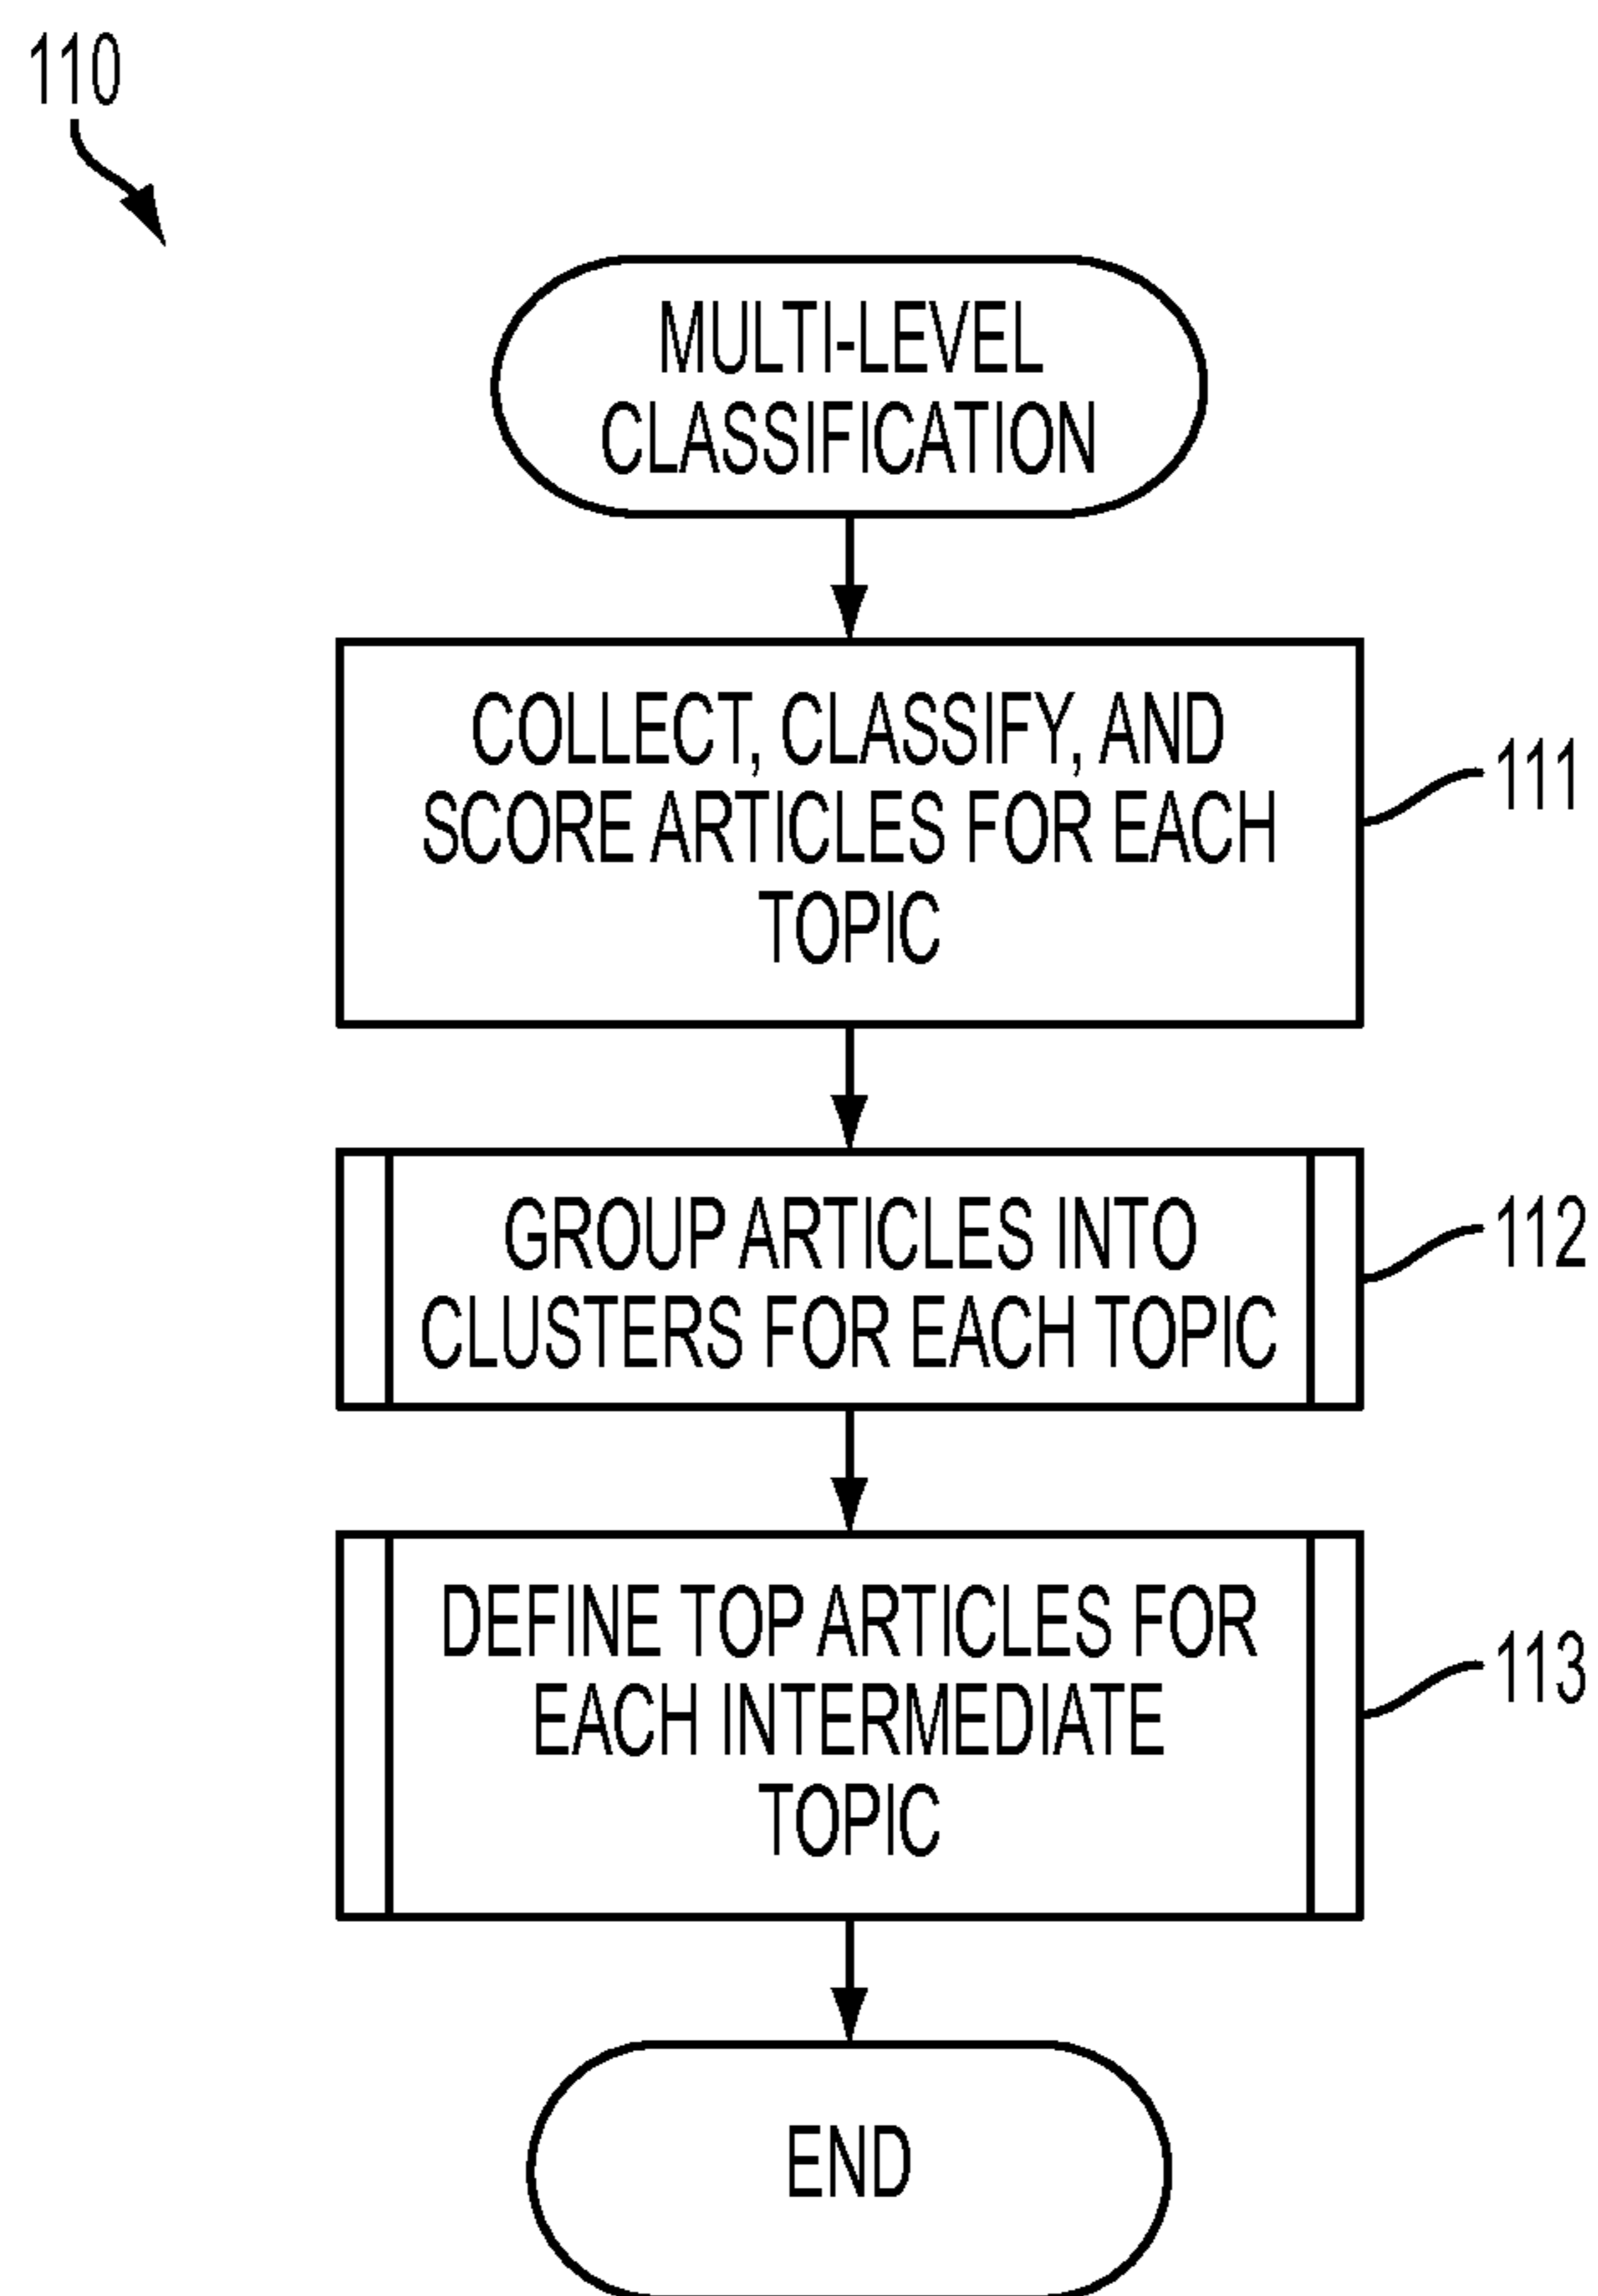 110
MULTI-LEVEL
CLASSIFICATION
COLLECT, CLASSIFY, AND
SCORE ARTICLES FOR EACH
TOPIC
111
GROUP ARTICLES INTO
CLUSTERS FOR EACH TOPIC
112
DEFINE TOP ARTICLES FOR
EACH INTERMEDIATE
TOPIC
113
END